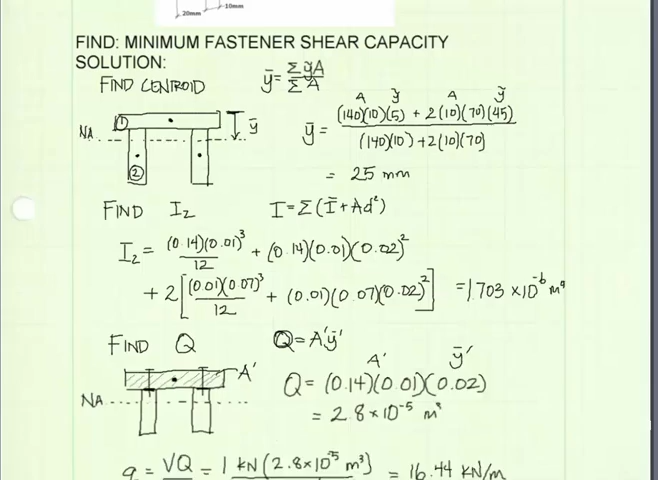 20mm 10mm
FIND: MINIMUM FASTENER SHEAR CAPACITY
SOLUTION:
FIND CENTROID ȳ = ΣỹA / ΣA
A ỹ A ỹ
NA 1 2 ȳ ȳ = (140)(10)(5) + 2(10)(70)(45) / (140)(10) + 2(10)(70)
= 25 mm
FIND I_z I = Σ(Ī + Ad²)
I_z = (0.14)(0.01)³/12 + (0.14)(0.01)(0.02)²
+ 2[(0.01)(0.07)³/12 + (0.01)(0.07)(0.02)²] = 1.703 × 10⁻⁶ m⁴
FIND Q Q = A'ȳ'
A' ȳ'
A' Q = (0.14)(0.01)(0.02)
NA = 2.8 × 10⁻⁵ m³
q = VQ = 1 kN (2.8 × 10⁻⁵ m³) = 16.44 kN/m